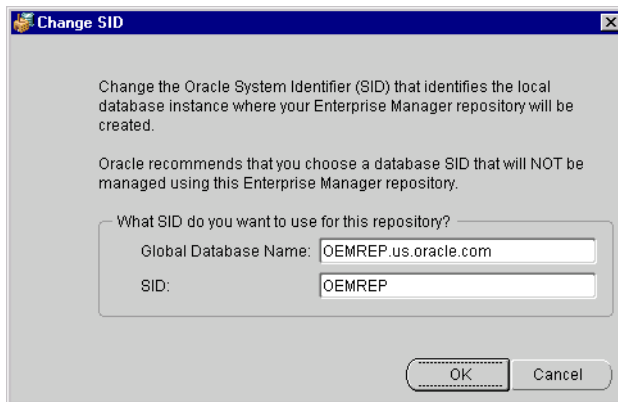 Change SID
Change the Oracle System Identifier (SID) that identifies the local
database instance where your Enterprise Manager repository will be
created.
Oracle recommends that you choose a database SID that will NOT be
managed using this Enterprise Manager repository.
What SID do you want to use for this repository?
Global Database Name: OEMREP.us.oracle.com
SID: OEMREP
OK Cancel